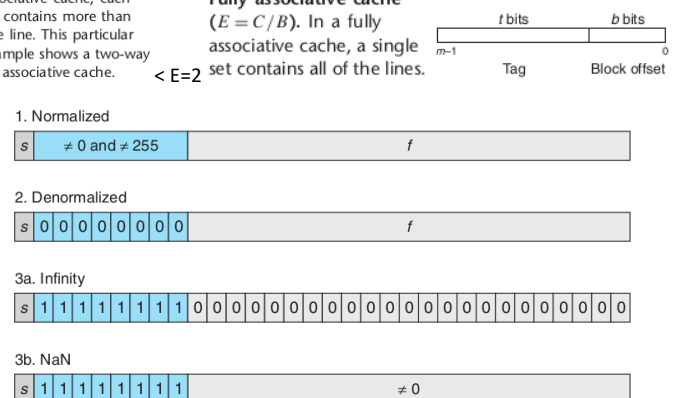 contains more than
line. This particular
mple shows a two-way
associative cache.
< E=2
Fully associative cache
(E = C/B). In a fully
associative cache, a single
set contains all of the lines.
t bits b bits
m–1 0
Tag Block offset
1. Normalized
s ≠ 0 and ≠ 255 f
2. Denormalized
s 0 0 0 0 0 0 0 0 f
3a. Infinity
s 1 1 1 1 1 1 1 1 0 0 0 0 0 0 0 0 0 0 0 0 0 0 0 0 0 0 0 0 0 0 0
3b. NaN
s 1 1 1 1 1 1 1 1 ≠ 0